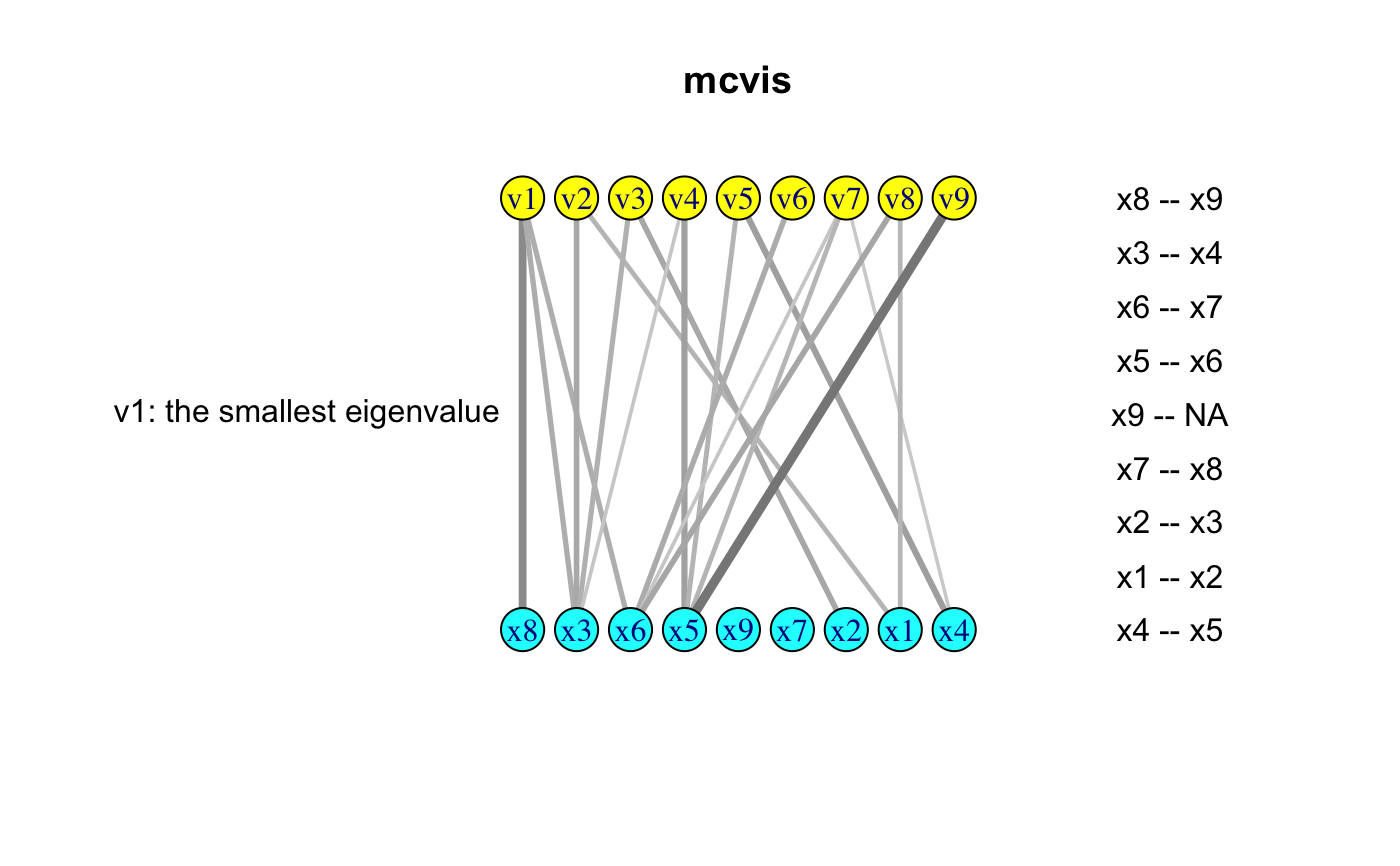 mcvis
v1 v2 v3 v4 v5 v6 v7 v8 v9
x8 -- x9
x3 -- x4
x6 -- x7
x5 -- x6
v1: the smallest eigenvalue
x9 -- NA
x7 -- x8
x2 -- x3
x1 -- x2
x8 x3 x6 x5 x9 x7 x2 x1 x4
x4 -- x5